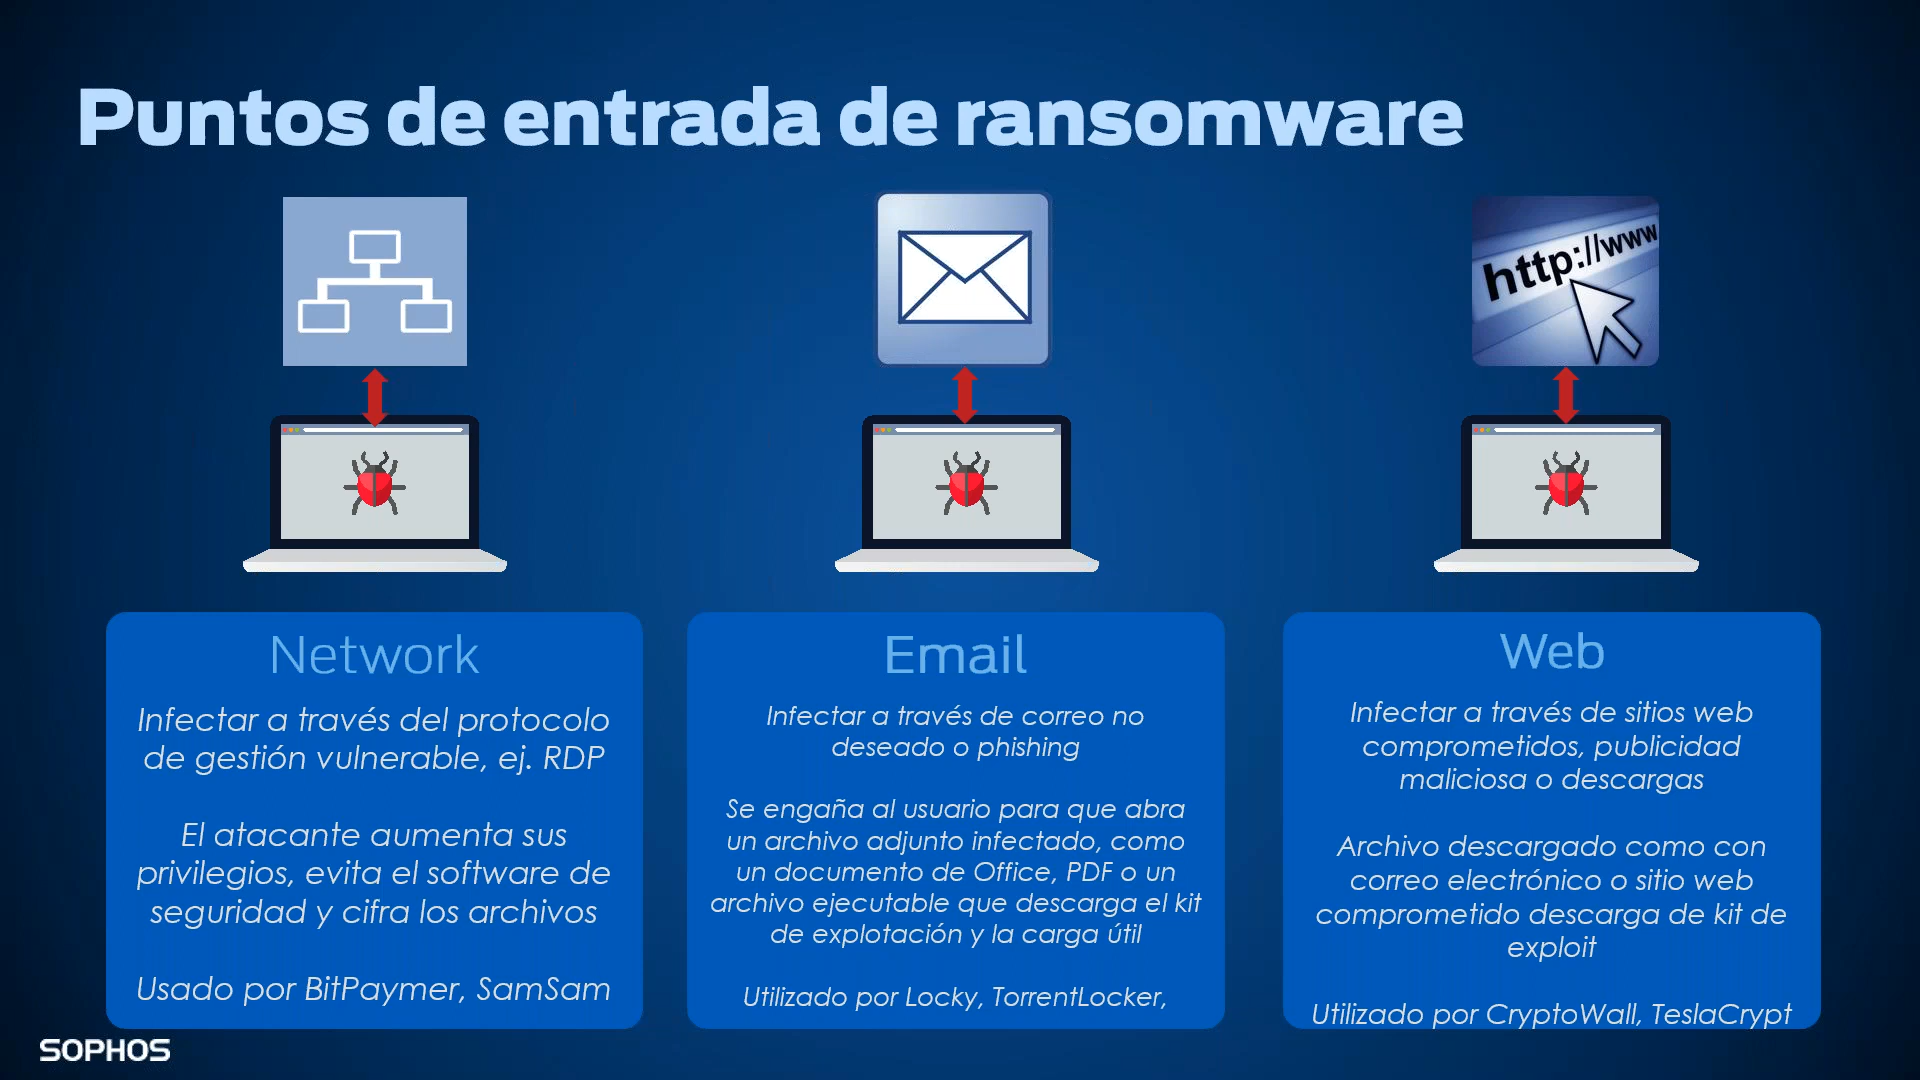 Puntos de entrada de ransomware
http://www
Network
Infectar a través del protocolo
de gestión vulnerable, ej. RDP
El atacante aumenta sus
privilegios, evita el software de
seguridad y cifra los archivos
Usado por BitPaymer, SamSam
Email
Infectar a través de correo no
deseado o phishing
Se engaña al usuario para que abra
un archivo adjunto infectado, como
un documento de Office, PDF o un
archivo ejecutable que descarga el kit
de explotación y la carga útil
Utilizado por Locky, TorrentLocker,
Web
Infectar a través de sitios web
comprometidos, publicidad
maliciosa o descargas
Archivo descargado como con
correo electrónico o sitio web
comprometido descarga de kit de
exploit
Utilizado por CryptoWall, TeslaCrypt
SOPHOS